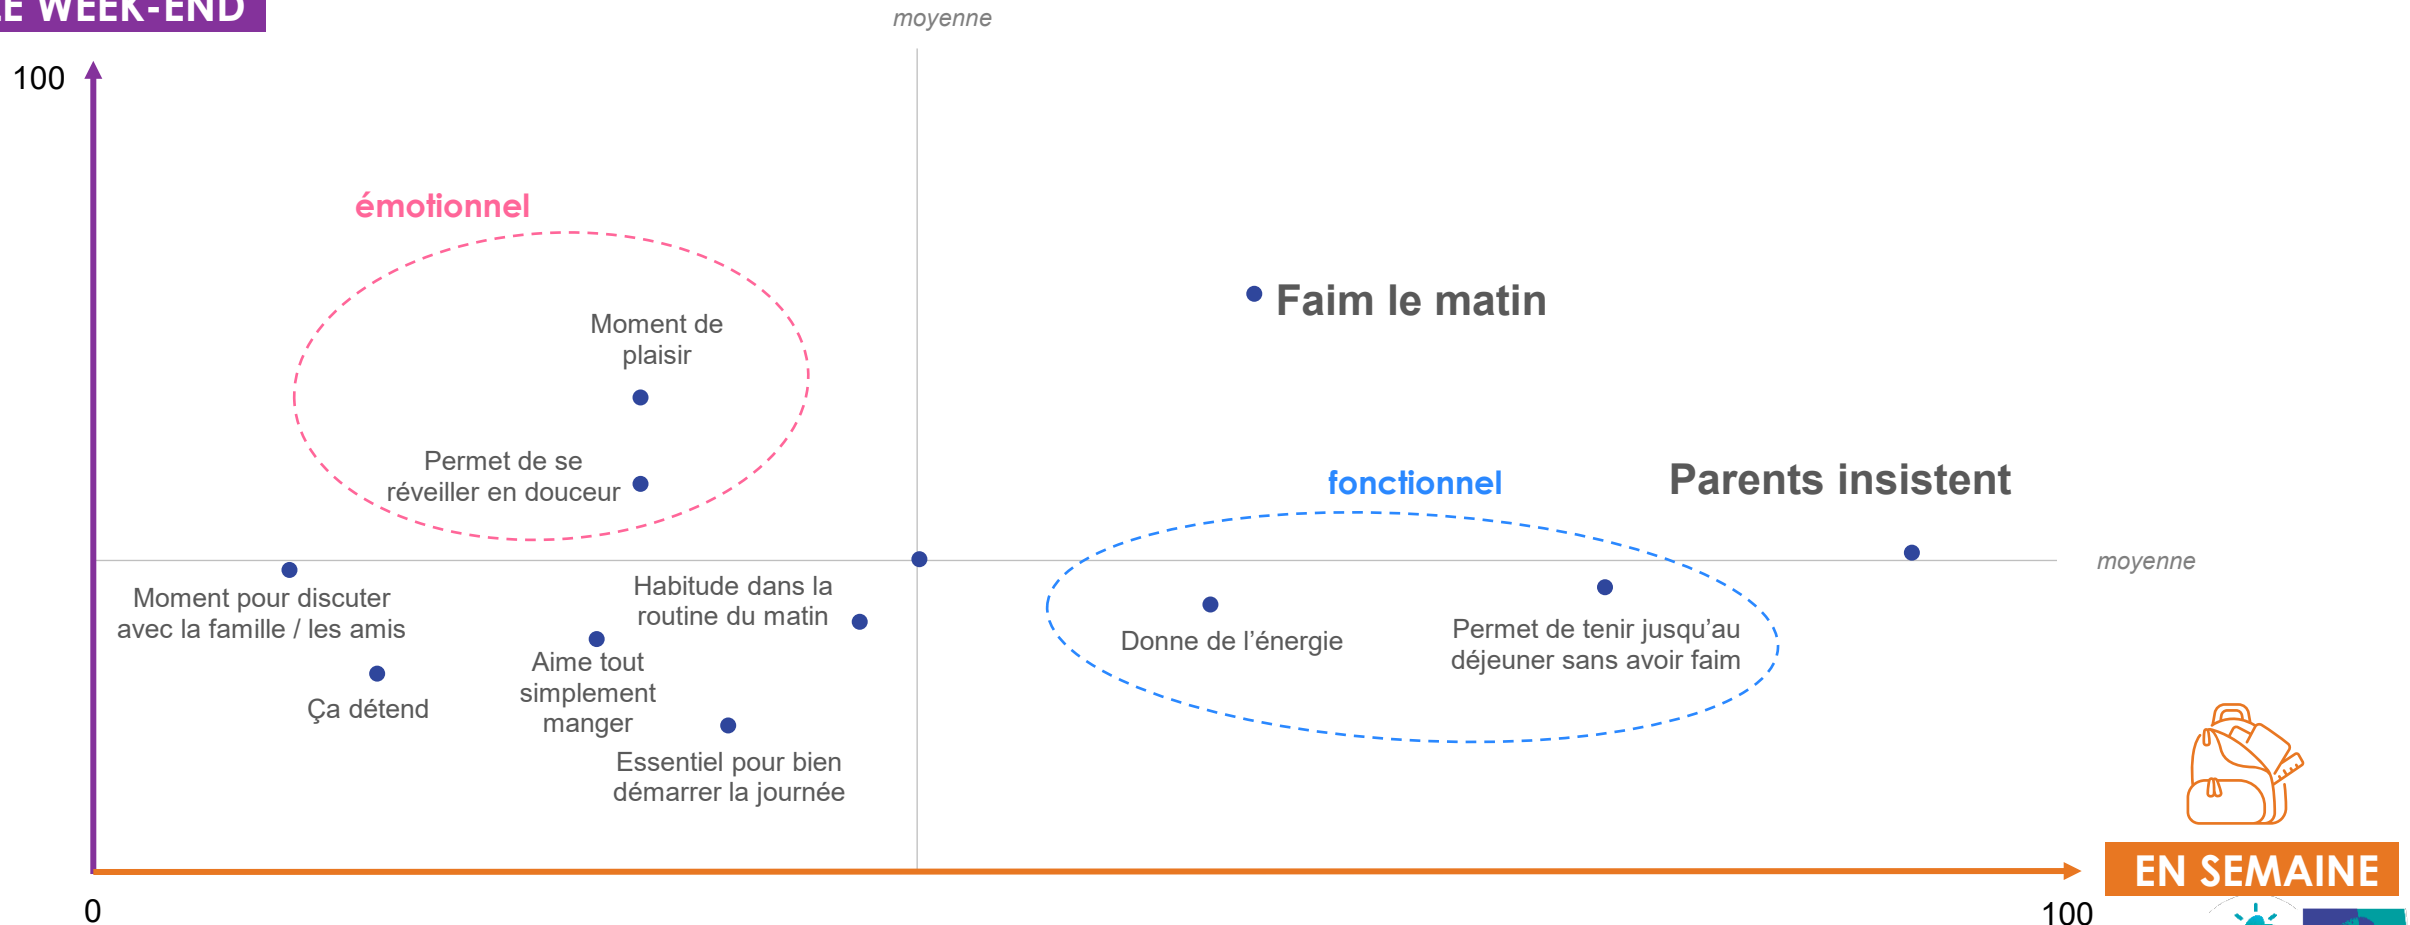 LE WEEK-END
moyenne
100
émotionnel
Moment de
plaisir
Faim le matin
Permet de se
réveiller en douceur
fonctionnel
Parents insistent
moyenne
Moment pour discuter
avec la famille / les amis
Habitude dans la
routine du matin
Donne de l’énergie
Permet de tenir jusqu’au
déjeuner sans avoir faim
Aime tout
simplement
manger
Ça détend
Essentiel pour bien
démarrer la journée
EN SEMAINE
0
100